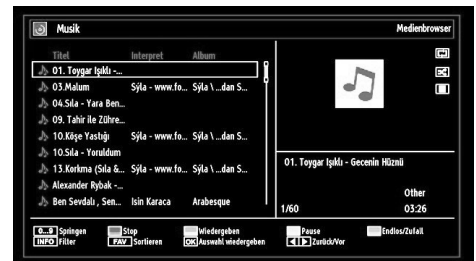 Musik Medienbrowser
Titel Interpret Album
01. Toygar Işıklı -...
03.Malum Sýla - www.fo... Sýla \ ...dan S...
04.Sıla - Yara Ben...
09. Tahir ile Zühre...
10.Köşe Yastığı Sýla - www.fo... Sýla \ ...dan S...
10.Sıla - Yoruldum
13.Korkma (Sıla &... Sýla - www.fo... Sýla \ ...dan S...
Alexander Rybak -...
Ben Sevdalı , Sen... Isin Karaca Arabesque
01. Toygar Işıklı - Gecenin Hüznü
Other
1/60 03:26
0...9 Springen Stop Wiedergeben Pause Endlos/Zufall
INFO Filter FAV Sortieren OK Auswahl wiedergeben Zurück/Vor